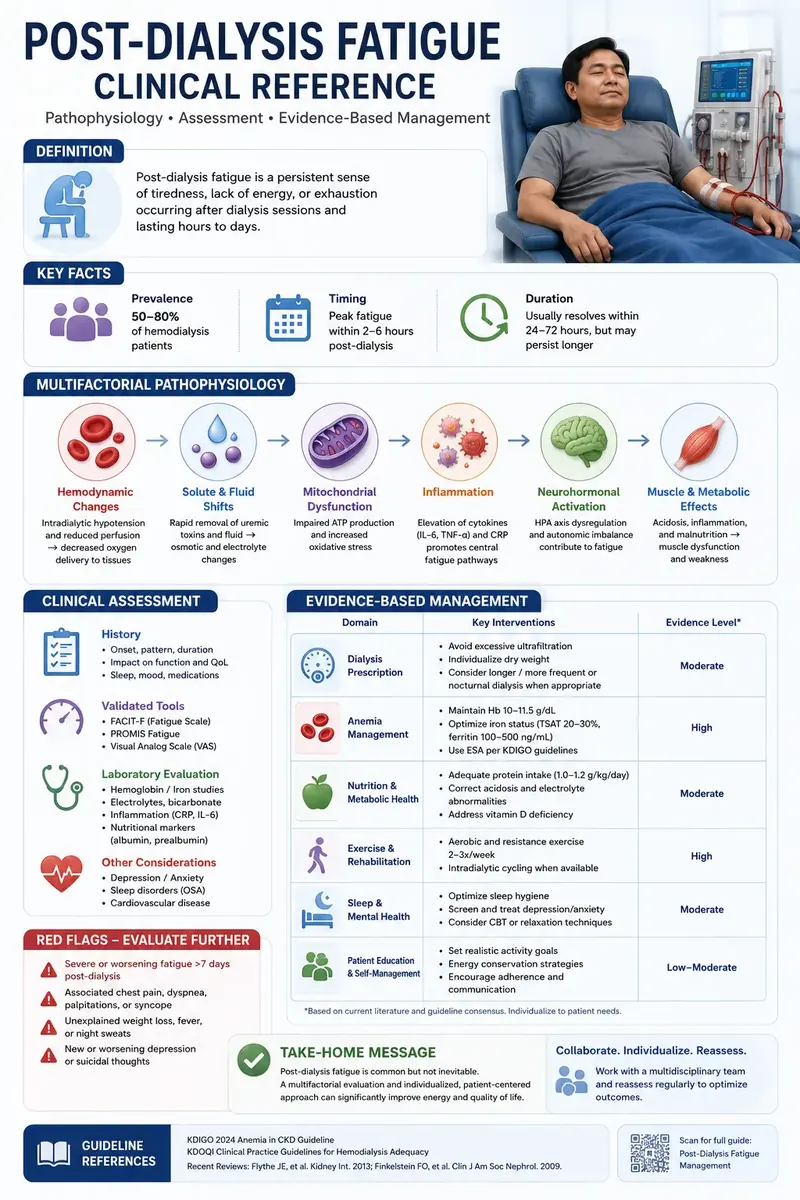 POST-DIALYSIS FATIGUE
CLINICAL REFERENCE
Pathophysiology • Assessment • Evidence-Based Management
DEFINITION
Post-dialysis fatigue is a persistent sense
of tiredness, lack of energy, or exhaustion
occurring after dialysis sessions and
lasting hours to days.
KEY FACTS
Prevalence
50–80%
of hemodialysis
patients
Timing
Peak fatigue
within 2–6 hours
post-dialysis
Duration
Usually resolves within
24–72 hours, but may
persist longer
MULTIFACTORIAL PATHOPHYSIOLOGY
Hemodynamic
Changes
Intradialytic hypotension
and reduced perfusion
→ decreased oxygen
delivery to tissues
Solute & Fluid
Shifts
Rapid removal of uremic
toxins and fluid →
osmotic and electrolyte
changes
Mitochondrial
Dysfunction
Impaired ATP production
and increased
oxidative stress
Inflammation
Elevation of cytokines
(IL-6, TNF-α) and CRP
promotes central
fatigue pathways
Neurohormonal
Activation
HPA axis dysregulation
and autonomic imbalance
contribute to fatigue
Muscle & Metabolic
Effects
Acidosis, inflammation,
and malnutrition →
muscle dysfunction
and weakness
CLINICAL ASSESSMENT
History
• Onset, pattern, duration
• Impact on function and QoL
• Sleep, mood, medications
Validated Tools
• FACIT-F (Fatigue Scale)
• PROMIS Fatigue
• Visual Analog Scale (VAS)
Laboratory Evaluation
• Hemoglobin / Iron studies
• Electrolytes, bicarbonate
• Inflammation (CRP, IL-6)
• Nutritional markers
(albumin, prealbumin)
Other Considerations
• Depression / Anxiety
• Sleep disorders (OSA)
• Cardiovascular disease
RED FLAGS – EVALUATE FURTHER
Severe or worsening fatigue >7 days
post-dialysis
Associated chest pain, dyspnea,
palpitations, or syncope
Unexplained weight loss, fever,
or night sweats
New or worsening depression
or suicidal thoughts
EVIDENCE-BASED MANAGEMENT
Domain Key Interventions Evidence Level*
Dialysis
Prescription
• Avoid excessive ultrafiltration
• Individualize dry weight
• Consider longer / more frequent or
nocturnal dialysis when appropriate
Moderate
Anemia
Management
• Maintain Hb 10–11.5 g/dL
• Optimize iron status (TSAT 20–30%,
ferritin 100–500 ng/mL)
• Use ESA per KDIGO guidelines
High
Nutrition &
Metabolic Health
• Adequate protein intake (1.0–1.2 g/kg/day)
• Correct acidosis and electrolyte
abnormalities
• Address vitamin D deficiency
Moderate
Exercise &
Rehabilitation
• Aerobic and resistance exercise
2–3x/week
• Intradialytic cycling when available
High
Sleep &
Mental Health
• Optimize sleep hygiene
• Screen and treat depression/anxiety
• Consider CBT or relaxation techniques
Moderate
Patient Education
& Self-Management
• Set realistic activity goals
• Energy conservation strategies
• Encourage adherence and
communication
Low–Moderate
*Based on current literature and guideline consensus. Individualize to patient needs.
TAKE-HOME MESSAGE
Post-dialysis fatigue is common but not inevitable.
A multifactorial evaluation and individualized, patient-centered
approach can significantly improve energy and quality of life.
Collaborate. Individualize. Reassess.
Work with a multidisciplinary team
and reassess regularly to optimize
outcomes.
GUIDELINE
REFERENCES
KDIGO 2024 Anemia in CKD Guideline
KDOQI Clinical Practice Guidelines for Hemodialysis Adequacy
Recent Reviews: Flythe JE, et al. Kidney Int. 2013; Finkelstein FO, et al. Clin J Am Soc Nephrol. 2009.
Scan for full guide:
Post-Dialysis Fatigue
Management